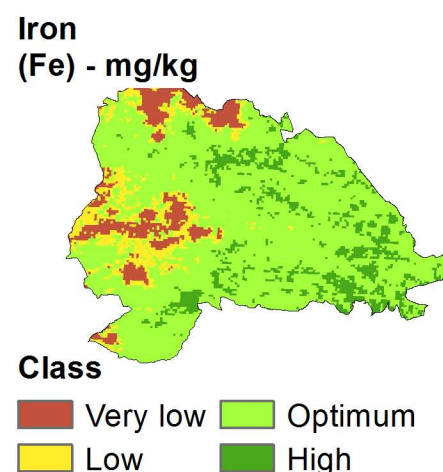 Iron
(Fe) - mg/kg
Class
Very low
Optimum
Low
High